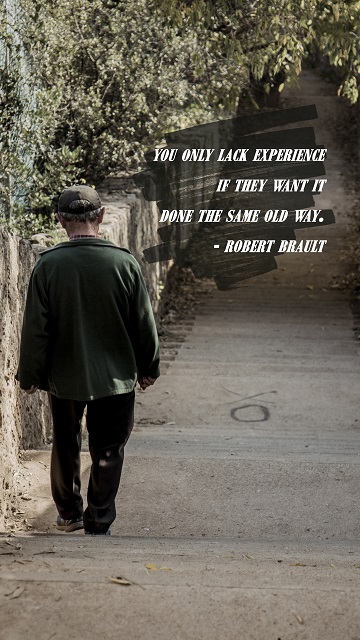 YOU ONLY LACK EXPERIENCE
IF THEY WANT IT
DONE THE SAME OLD WAY.
- ROBERT BRAULT